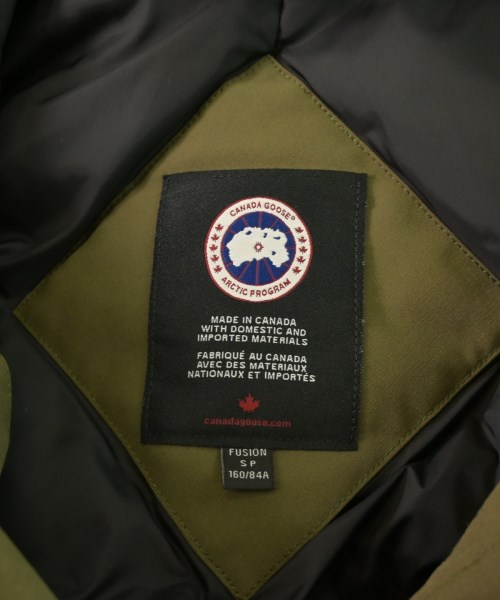 CANADA GOOSE®
ARCTIC PROGRAM
MADE IN CANADA
WITH DOMESTIC AND
IMPORTED MATERIALS
FABRIQUÉ AU CANADA
AVEC DES MATERIAUX
NATIONAUX ET IMPORTÉS
canadagoose.com
FUSION
S P
160/84A